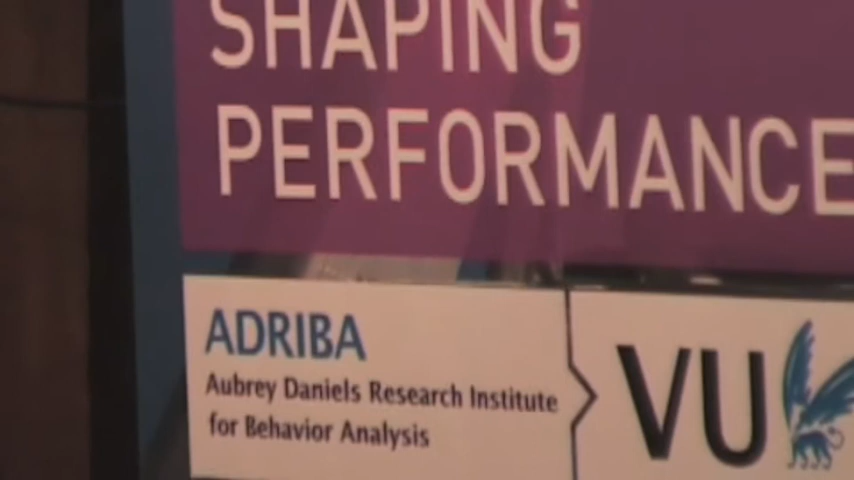 SHAPING
PERFORMANCE
ADRIBA
Aubrey Daniels Research Institute
for Behavior Analysis
VU